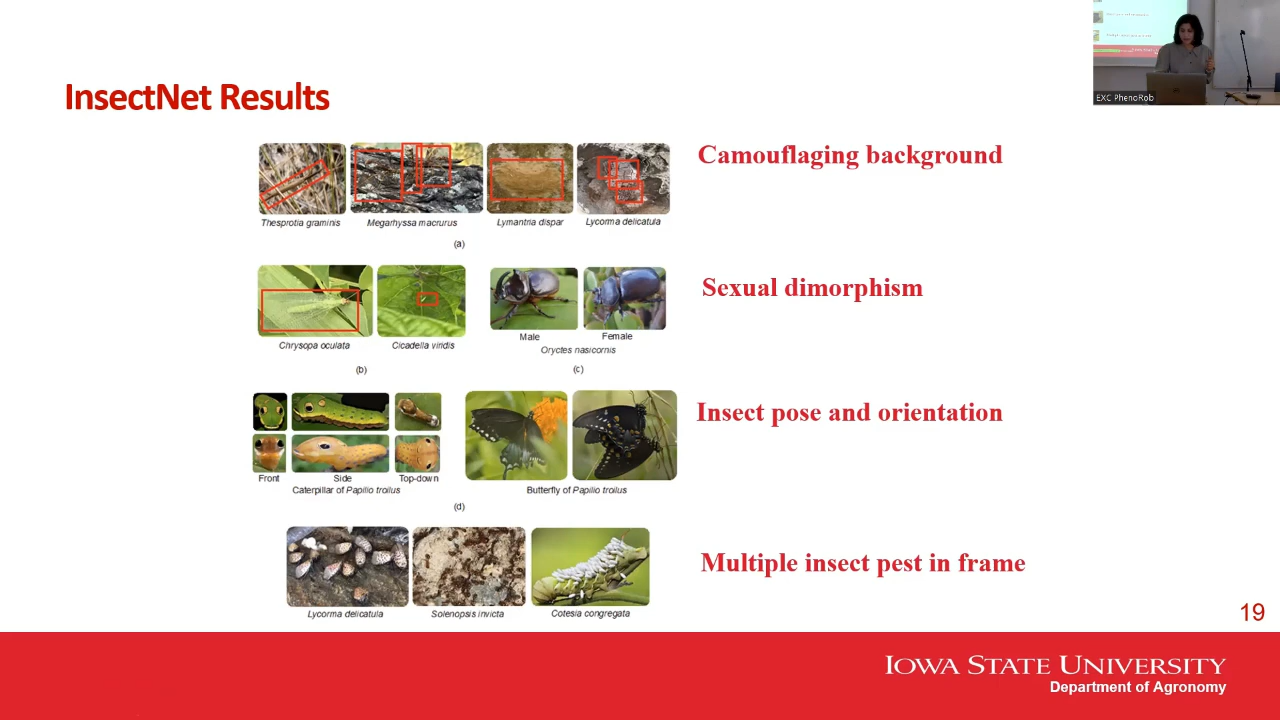 InsectNet Results
EXC PhenoRob
Camouflaging background
Thesprotia graminis
Megarhyssa macrurus
Lymantria dispar
Lycorma delicatula
(a)
Sexual dimorphism
Chrysopa oculata
Cicadella viridis
Male
Female
Oryctes nasicornis
(b)
(c)
Insect pose and orientation
Front
Side
Top-down
Caterpillar of Papilio troilus
Butterfly of Papilio troilus
(d)
Multiple insect pest in frame
Lycorma delicatula
Solenopsis invicta
Cotesia congregata
19
IOWA STATE UNIVERSITY
Department of Agronomy